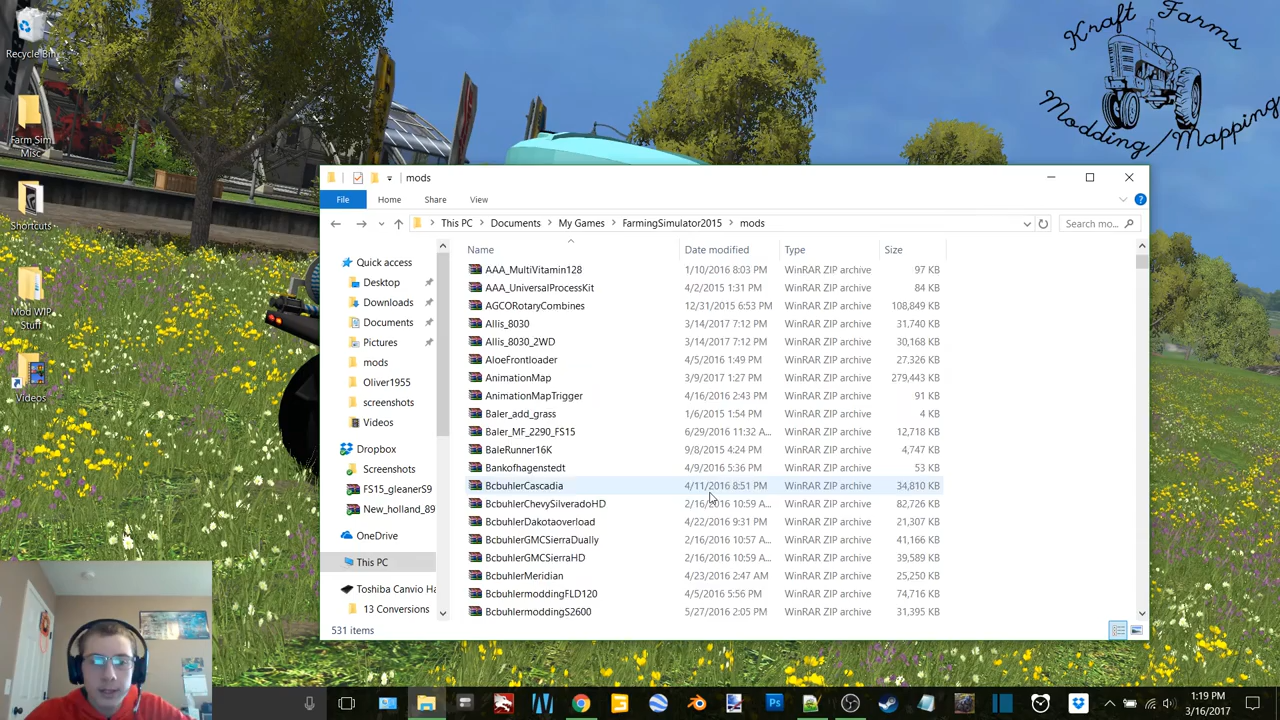 Recycle Bin
Farm Sim
Misc
Shortcuts
Mod WIP
Stuff
Videos
Kraft Farms
Modding/Mapping
mods
File Home Share View
This PC Documents My Games FarmingSimulator2015 mods
Search mo...
Name Date modified Type Size
Quick access
Desktop
Downloads
Documents
Pictures
mods
Oliver1955
screenshots
Videos
Dropbox
Screenshots
FS15_gleanerS9
New_holland_89
OneDrive
This PC
Toshiba Canvio Ha
13 Conversions
AAA_MultiVitamin128 1/10/2016 8:03 PM WinRAR ZIP archive 97 KB
AAA_UniversalProcessKit 4/2/2015 1:31 PM WinRAR ZIP archive 84 KB
AGCORotaryCombines 12/31/2015 6:53 PM WinRAR ZIP archive 108,849 KB
Allis_8030 3/14/2017 7:12 PM WinRAR ZIP archive 31,740 KB
Allis_8030_2WD 3/14/2017 7:12 PM WinRAR ZIP archive 30,168 KB
AloeFrontloader 4/5/2016 1:49 PM WinRAR ZIP archive 27,326 KB
AnimationMap 3/9/2017 1:27 PM WinRAR ZIP archive 279,443 KB
AnimationMapTrigger 4/16/2016 2:43 PM WinRAR ZIP archive 91 KB
Baler_add_grass 1/6/2015 1:54 PM WinRAR ZIP archive 4 KB
Baler_MF_2290_FS15 6/29/2016 11:32 A... WinRAR ZIP archive 12,718 KB
BaleRunner16K 9/8/2015 4:24 PM WinRAR ZIP archive 4,747 KB
Bankofhagenstedt 4/9/2016 5:36 PM WinRAR ZIP archive 53 KB
BcbuhlerCascadia 4/11/2016 8:51 PM WinRAR ZIP archive 34,810 KB
BcbuhlerChevySilveradoHD 2/16/2016 10:59 A... WinRAR ZIP archive 82,726 KB
BcbuhlerDakotaoverload 4/22/2016 9:31 PM WinRAR ZIP archive 21,307 KB
BcbuhlerGMCSierraDually 2/16/2016 10:57 A... WinRAR ZIP archive 41,166 KB
BcbuhlerGMCSierraHD 2/16/2016 10:59 A... WinRAR ZIP archive 39,589 KB
BcbuhlerMeridian 4/23/2016 2:47 AM WinRAR ZIP archive 25,250 KB
BcbuhlermoddingFLD120 4/5/2016 5:56 PM WinRAR ZIP archive 74,716 KB
BcbuhlermoddingS2600 5/27/2016 2:05 PM WinRAR ZIP archive 31,395 KB
531 items
1:19 PM
3/16/2017